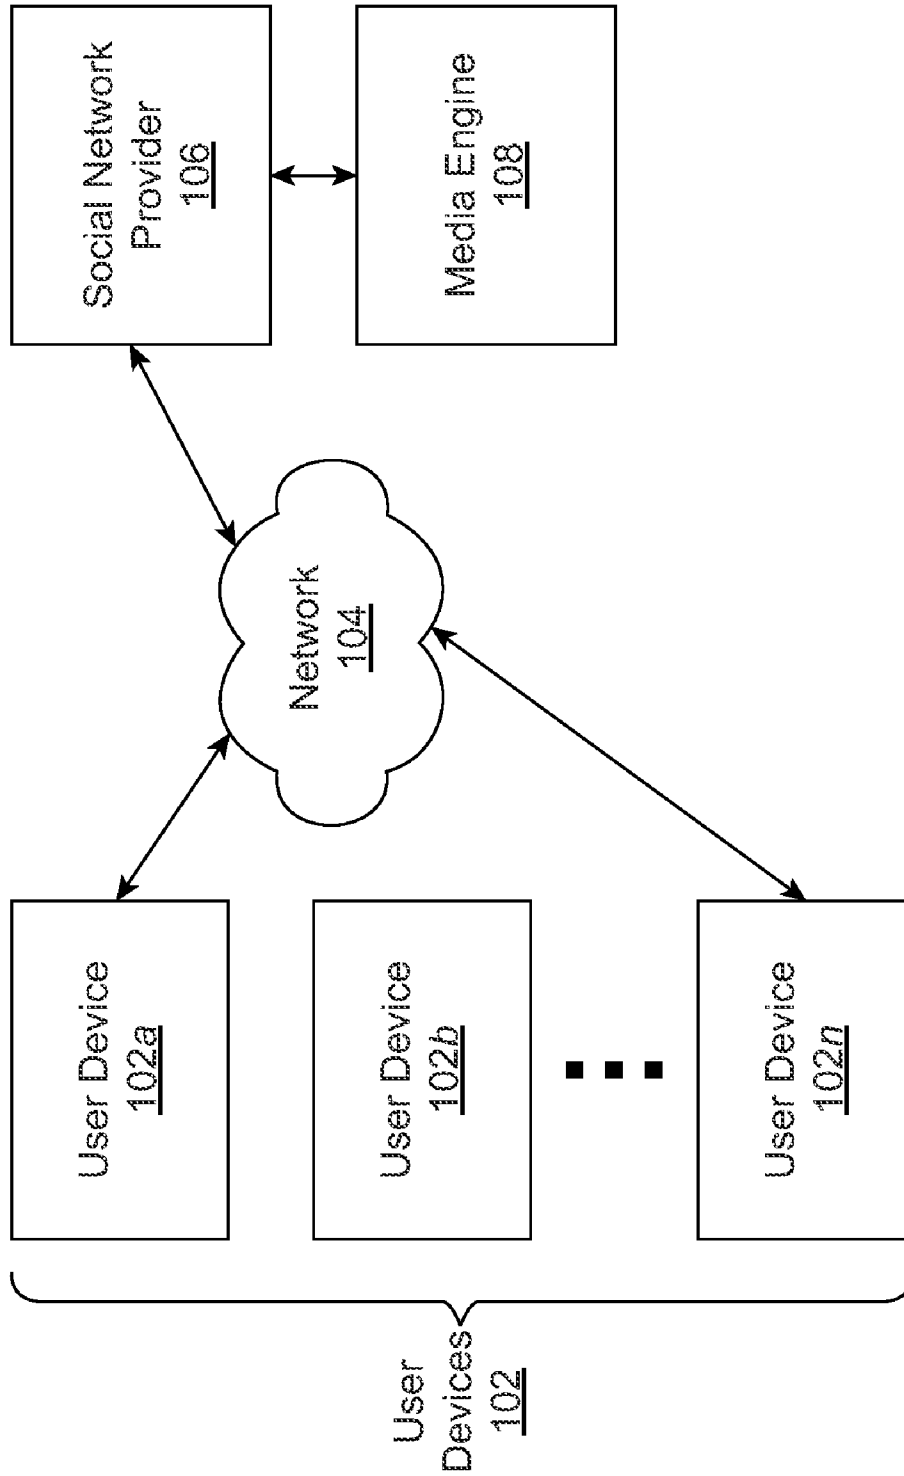 User
Devices
102
User Device
102a
User Device
102b
User Device
102n
Network
104
Social Network
Provider
106
Media Engine
108